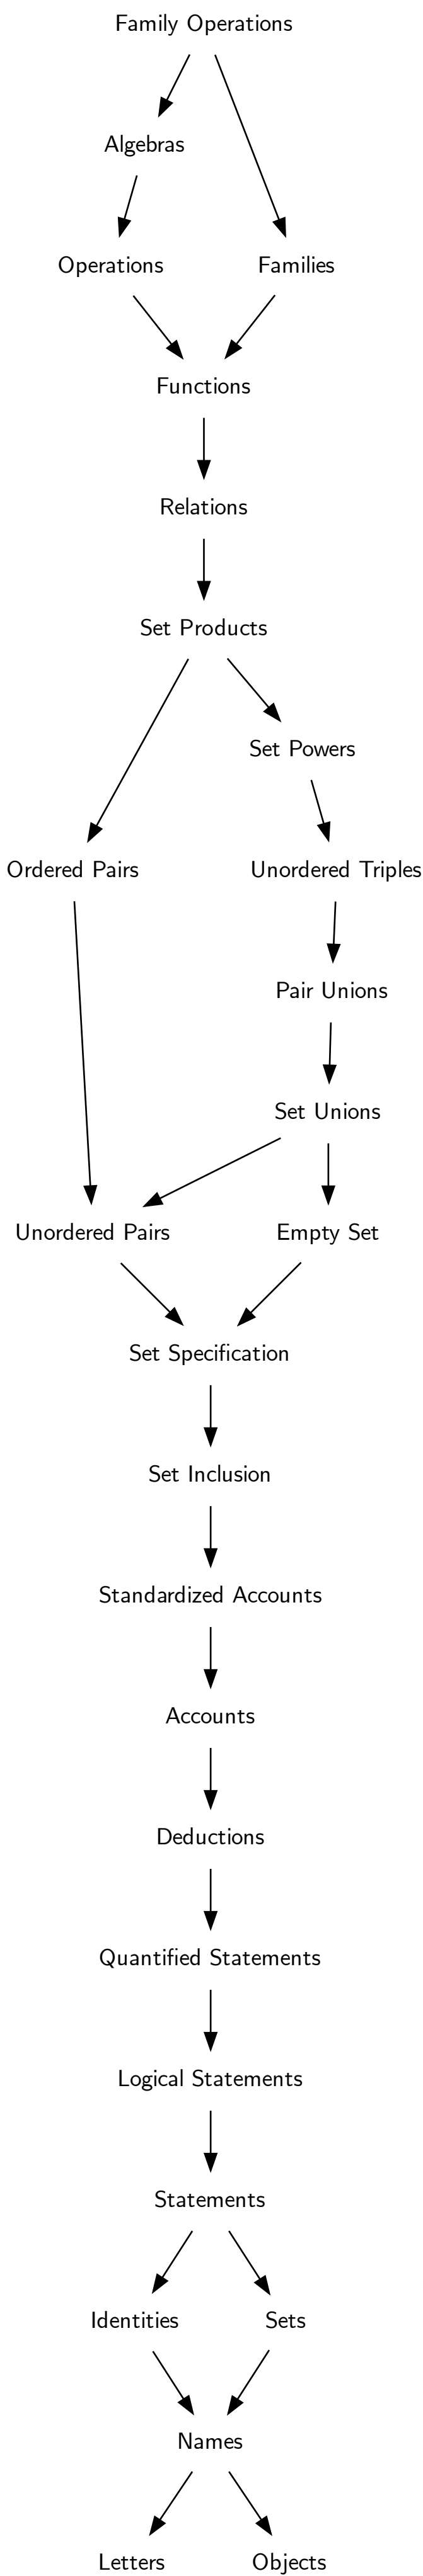 Family Operations
Algebras
Operations
Families
Functions
Relations
Set Products
Set Powers
Ordered Pairs
Unordered Triples
Pair Unions
Set Unions
Unordered Pairs
Empty Set
Set Specification
Set Inclusion
Standardized Accounts
Accounts
Deductions
Quantified Statements
Logical Statements
Statements
Identities
Sets
Names
Letters
Objects